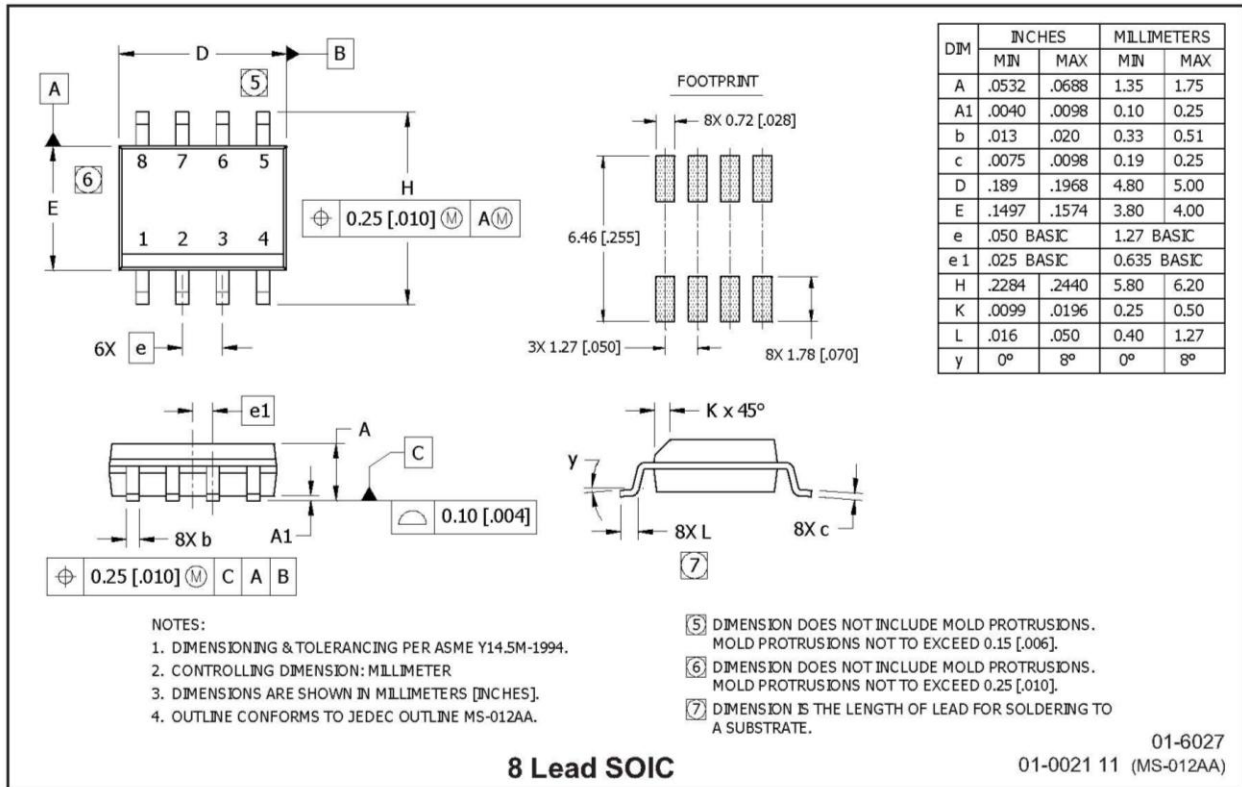 D
B
5
A
8 7 6 5
6
E
H
⌖ 0.25 [.010] Ⓜ AⓂ
1 2 3 4
6X e
FOOTPRINT
8X 0.72 [.028]
6.46 [.255]
3X 1.27 [.050]
8X 1.78 [.070]
DIM INCHES MILLIMETERS
MIN MAX MIN MAX
A .0532 .0688 1.35 1.75
A1 .0040 .0098 0.10 0.25
b .013 .020 0.33 0.51
c .0075 .0098 0.19 0.25
D .189 .1968 4.80 5.00
E .1497 .1574 3.80 4.00
e .050 BASIC 1.27 BASIC
e 1 .025 BASIC 0.635 BASIC
H .2284 .2440 5.80 6.20
K .0099 .0196 0.25 0.50
L .016 .050 0.40 1.27
y 0° 8° 0° 8°
e1
A
C
0.10 [.004]
A1
8X b
⌖ 0.25 [.010] Ⓜ C A B
K x 45°
y
8X L
7
8X c
NOTES:
1. DIMENSIONING & TOLERANCING PER ASME Y14.5M-1994.
2. CONTROLLING DIMENSION: MILLIMETER
3. DIMENSIONS ARE SHOWN IN MILLIMETERS [INCHES].
4. OUTLINE CONFORMS TO JEDEC OUTLINE MS-012AA.
5 DIMENSION DOES NOT INCLUDE MOLD PROTRUSIONS.
MOLD PROTRUSIONS NOT TO EXCEED 0.15 [.006].
6 DIMENSION DOES NOT INCLUDE MOLD PROTRUSIONS.
MOLD PROTRUSIONS NOT TO EXCEED 0.25 [.010].
7 DIMENSION IS THE LENGTH OF LEAD FOR SOLDERING TO
A SUBSTRATE.
8 Lead SOIC
01-6027
01-0021 11 (MS-012AA)